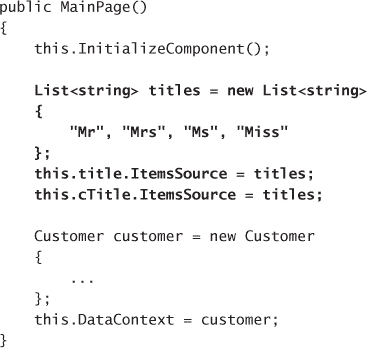 public MainPage()
{
    this.InitializeComponent();

    List<string> titles = new List<string>
    {
        "Mr", "Mrs", "Ms", "Miss"
    };
    this.title.ItemsSource = titles;
    this.cTitle.ItemsSource = titles;

    Customer customer = new Customer
    {
        ...
    };
    this.DataContext = customer;
}